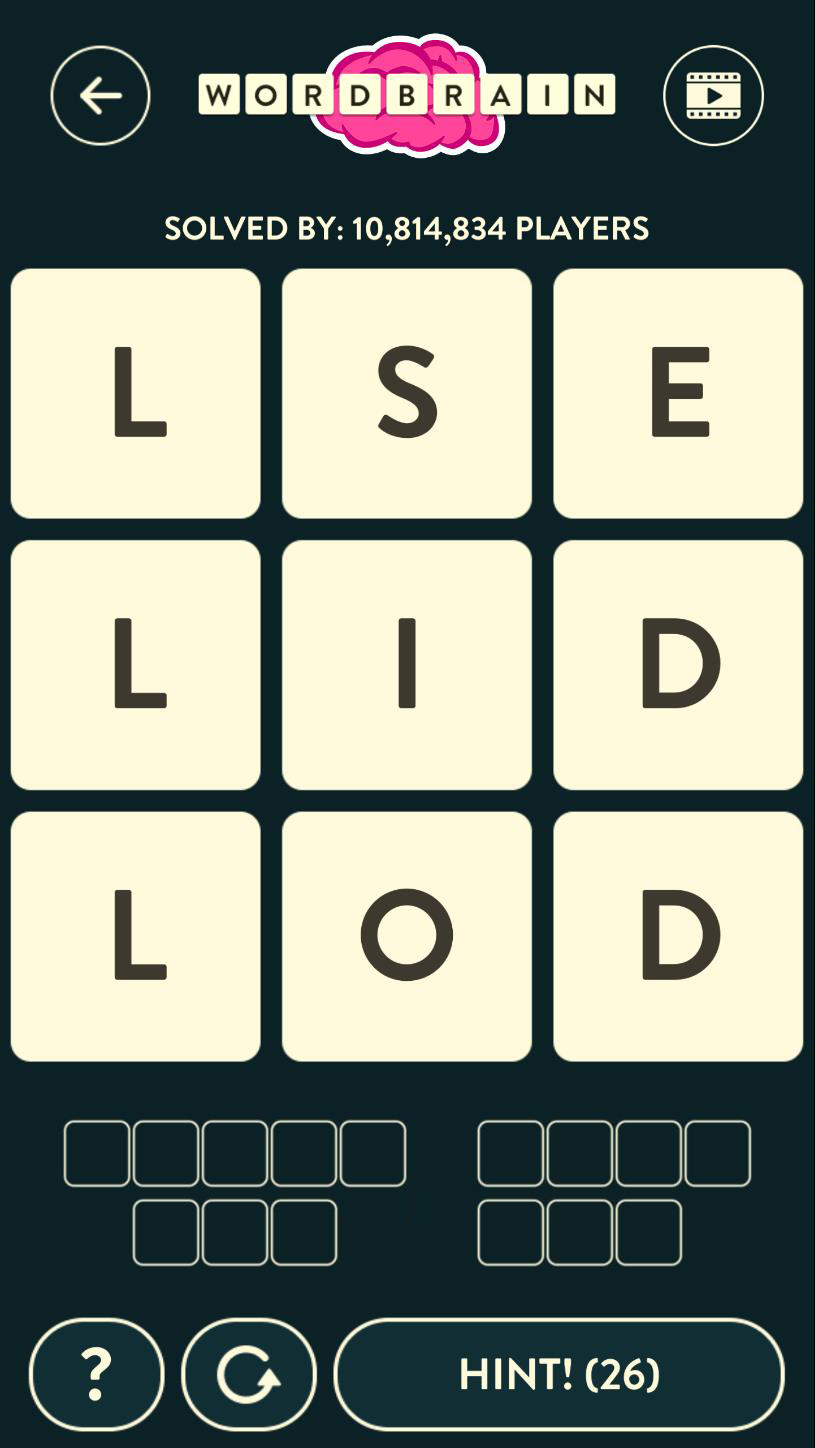 WORDBRAIN
SOLVED BY: 10,814,834 PLAYERS
L S E
L I D
L O D
? HINT! (26)